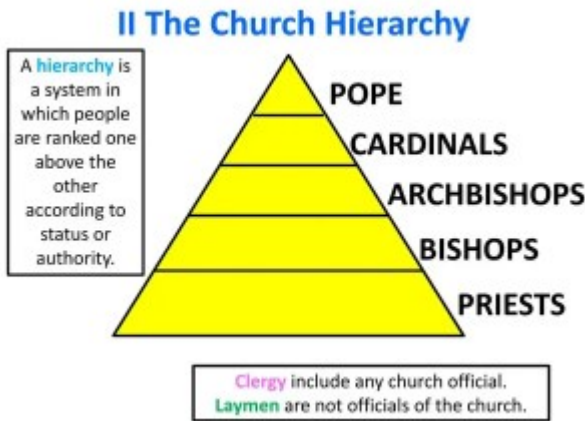 II The Church Hierarchy
A hierarchy is
a system in
which people
are ranked one
above the
other
according to
status or
authority.
POPE
CARDINALS
ARCHBISHOPS
BISHOPS
PRIESTS
Clergy include any church official.
Laymen are not officials of the church.